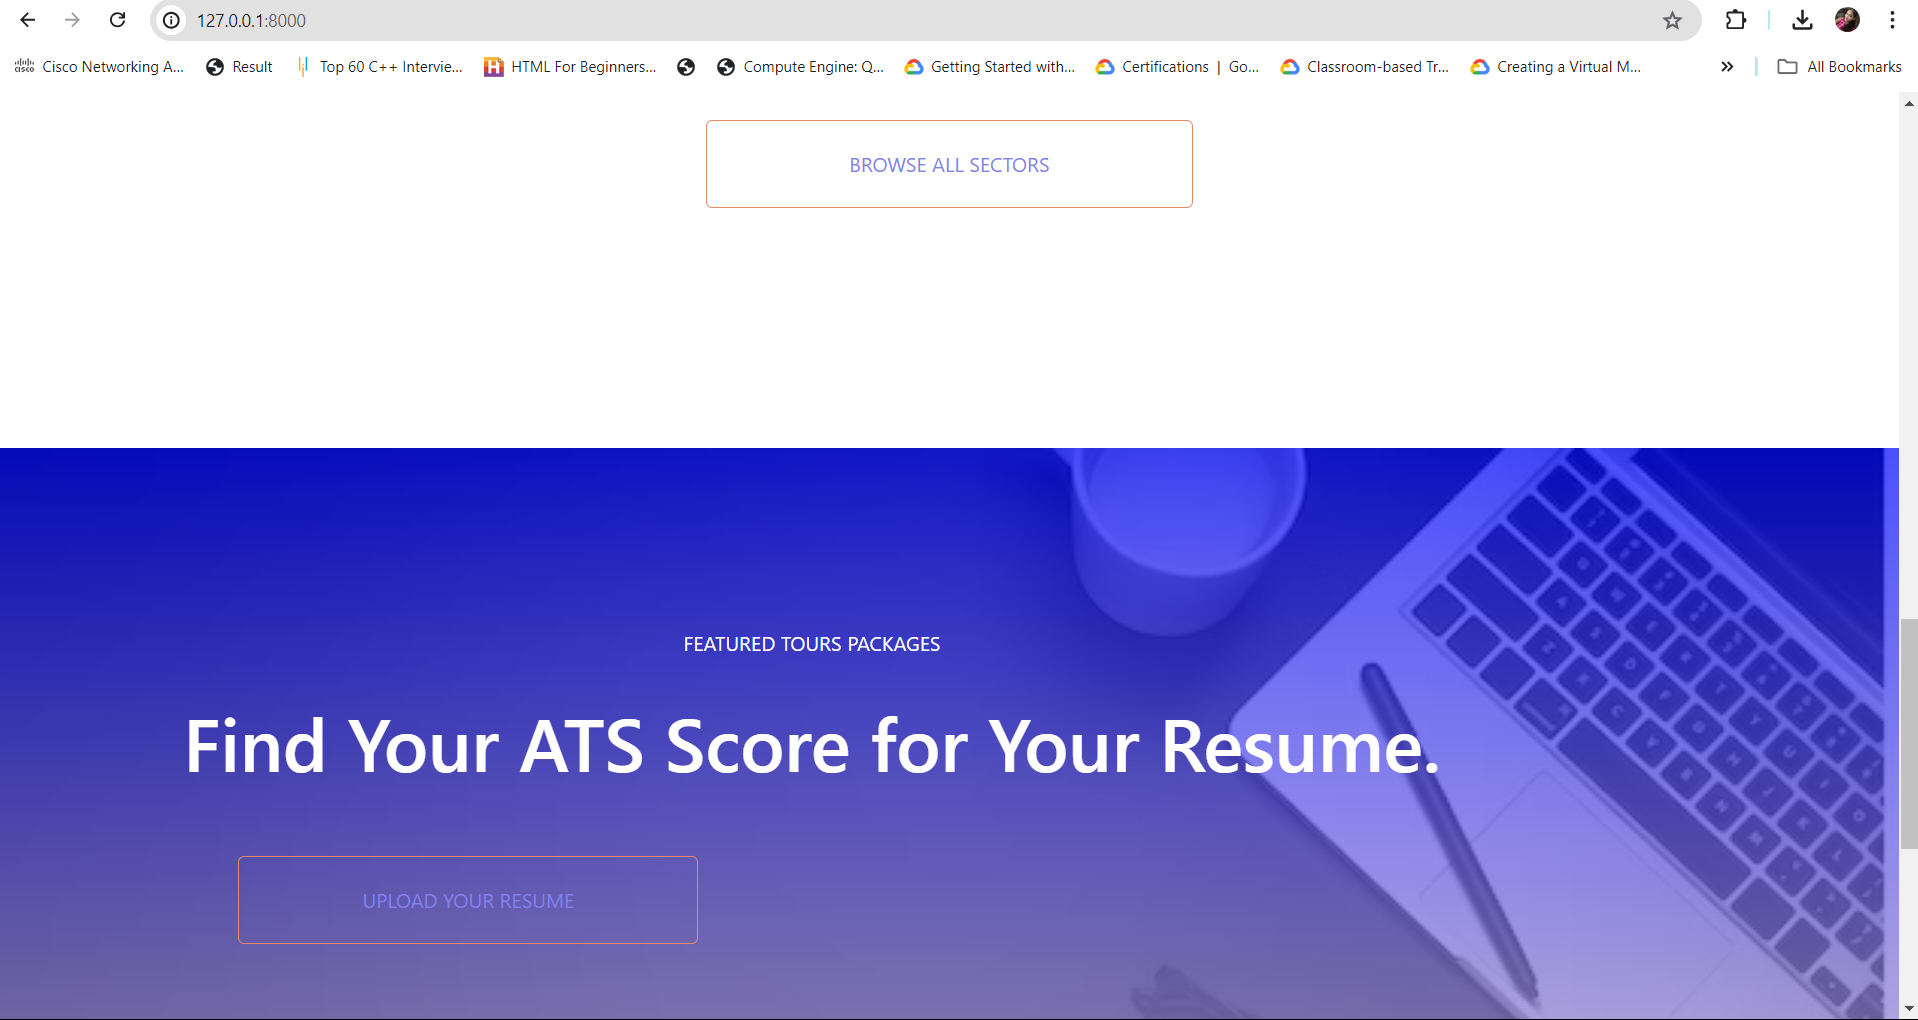 127.0.0.1:8000
Cisco Networking A... Result Top 60 C++ Intervie... HTML For Beginners... Compute Engine: Q... Getting Started with... Certifications | Go... Classroom-based Tr... Creating a Virtual M... All Bookmarks
BROWSE ALL SECTORS
FEATURED TOURS PACKAGES
Find Your ATS Score for Your Resume.
UPLOAD YOUR RESUME